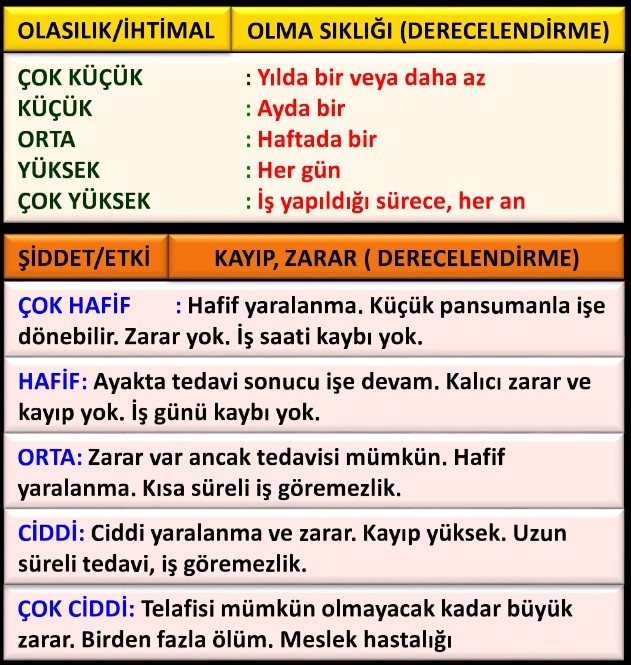 OLASILIK/İHTİMAL OLMA SIKLIĞI (DERECELENDİRME)
ÇOK KÜÇÜK : Yılda bir veya daha az
KÜÇÜK : Ayda bir
ORTA : Haftada bir
YÜKSEK : Her gün
ÇOK YÜKSEK : İş yapıldığı sürece, her an
ŞİDDET/ETKİ KAYIP, ZARAR ( DERECELENDİRME)
ÇOK HAFİF : Hafif yaralanma. Küçük pansumanla işe
dönebilir. Zarar yok. İş saati kaybı yok.
HAFİF: Ayakta tedavi sonucu işe devam. Kalıcı zarar ve
kayıp yok. İş günü kaybı yok.
ORTA: Zarar var ancak tedavisi mümkün. Hafif
yaralanma. Kısa süreli iş göremezlik.
CİDDİ: Ciddi yaralanma ve zarar. Kayıp yüksek. Uzun
süreli tedavi, iş göremezlik.
ÇOK CİDDİ: Telafisi mümkün olmayacak kadar büyük
zarar. Birden fazla ölüm. Meslek hastalığı